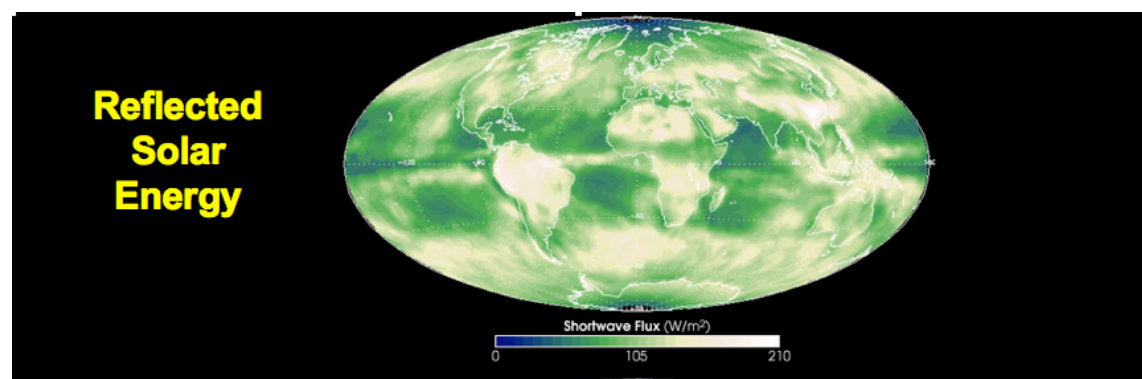 Reflected
Solar
Energy
Shortwave Flux (W/m²)
0 105 210